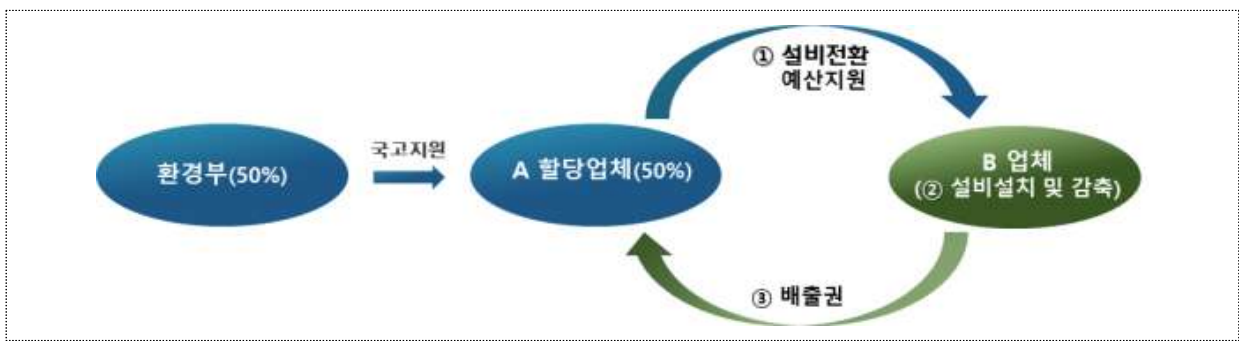 ① 설비전환
예산지원
국고지원
환경부(50%)
A 할당업체(50%)
B 업체
(② 설비설치 및 감축)
③ 배출권